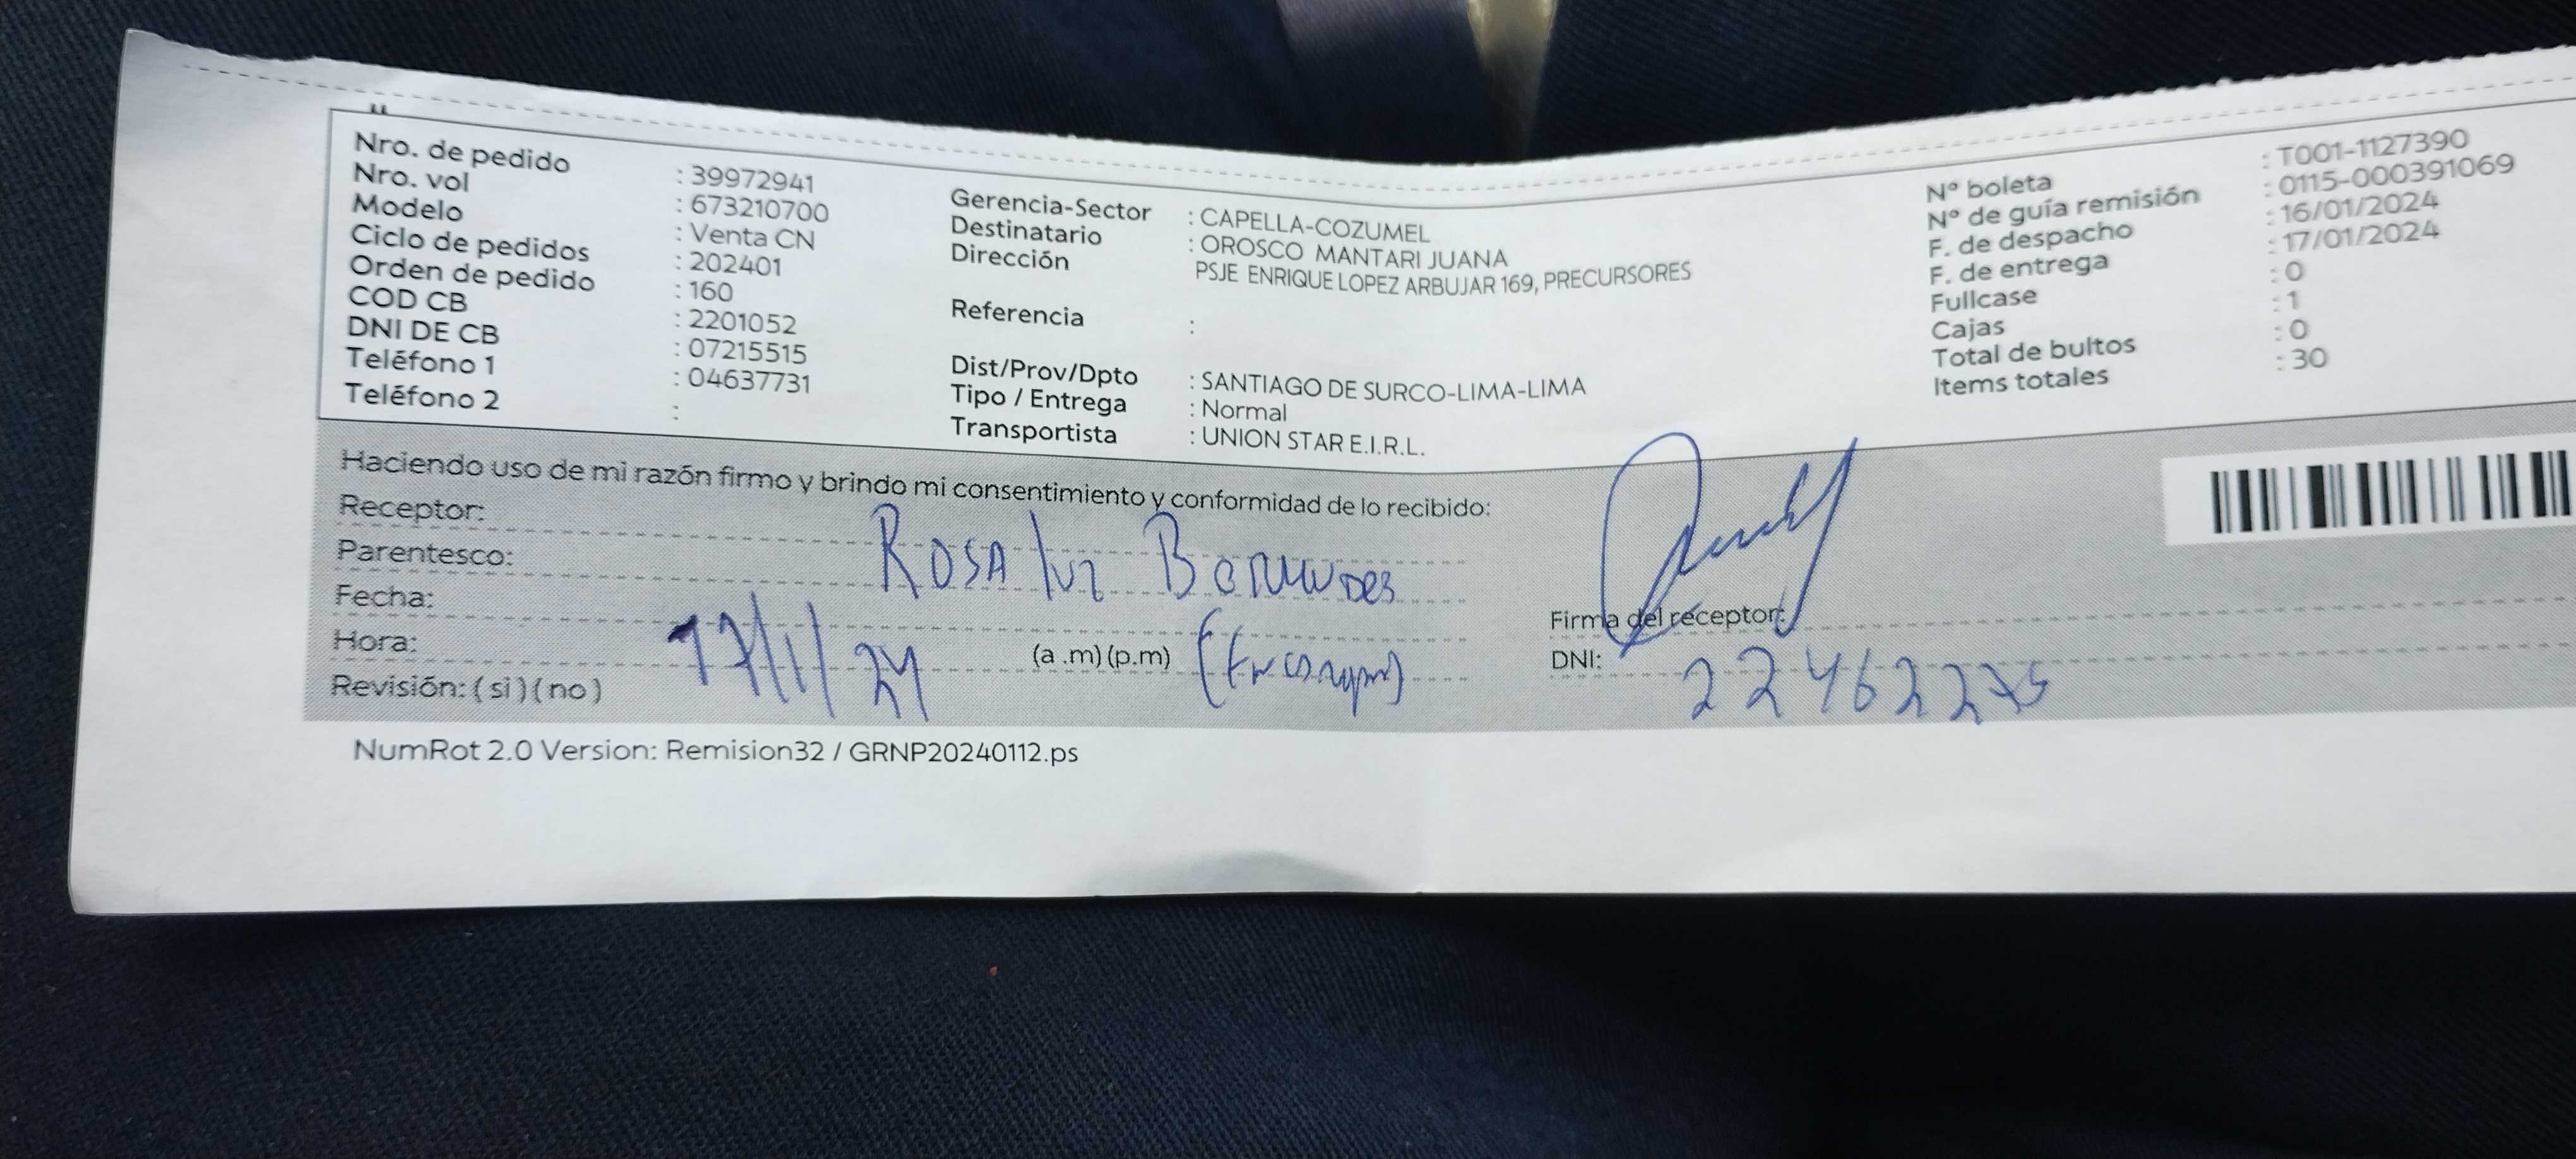 Nro. de pedido : 39972941
Nro. vol : 673210700
Modelo : Venta CN
Ciclo de pedidos : 202401
Orden de pedido : 160
COD CB : 2201052
DNI DE CB : 07215515
Teléfono 1 : 04637731
Teléfono 2 :
Gerencia-Sector : CAPELLA-COZUMEL
Destinatario : OROSCO MANTARI JUANA
Dirección PSJE ENRIQUE LOPEZ ARBUJAR 169, PRECURSORES
Referencia :
Dist/Prov/Dpto : SANTIAGO DE SURCO-LIMA-LIMA
Tipo / Entrega : Normal
Transportista : UNION STAR E.I.R.L.
N° boleta : T001-1127390
N° de guía remisión : 0115-000391069
F. de despacho : 16/01/2024
F. de entrega : 17/01/2024
Fullcase : 0
Cajas : 1
Total de bultos : 0
Items totales : 30
Haciendo uso de mi razón firmo y brindo mi consentimiento y conformidad de lo recibido:
Receptor:
Parentesco: ROSA luz
Fecha:
Hora: 17/1/24 (a .m) (p.m)
Revisión: ( si ) ( no )
Firma del receptor:
DNI: 22462275
NumRot 2.0 Version: Remision32 / GRNP20240112.ps